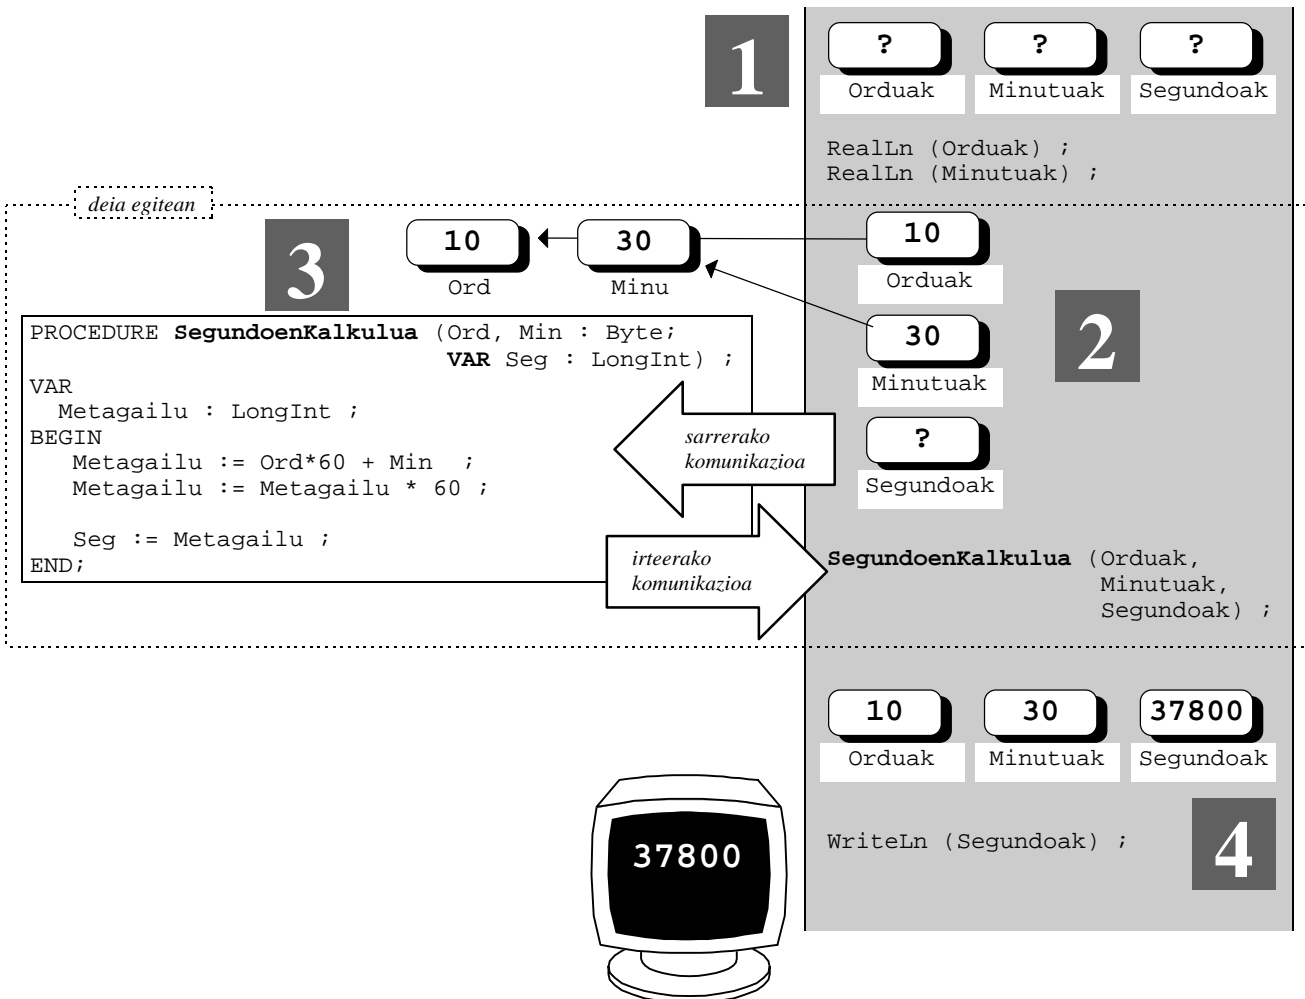 1
? ? ?
Orduak Minutuak Segundoak
RealLn (Orduak) ;
RealLn (Minutuak) ;
deia egitean
3
10 30
Ord Minu
10
Orduak
2
30
Minutuak
?
Segundoak
PROCEDURE SegundoenKalkulua (Ord, Min : Byte;
VAR Seg : LongInt) ;
VAR
Metagailu : LongInt ;
BEGIN
Metagailu := Ord*60 + Min ;
Metagailu := Metagailu * 60 ;
Seg := Metagailu ;
END;
sarrerako
komunikazioa
irteerako
komunikazioa
SegundoenKalkulua (Orduak,
Minutuak,
Segundoak) ;
10 30 37800
Orduak Minutuak Segundoak
WriteLn (Segundoak) ;
4
37800